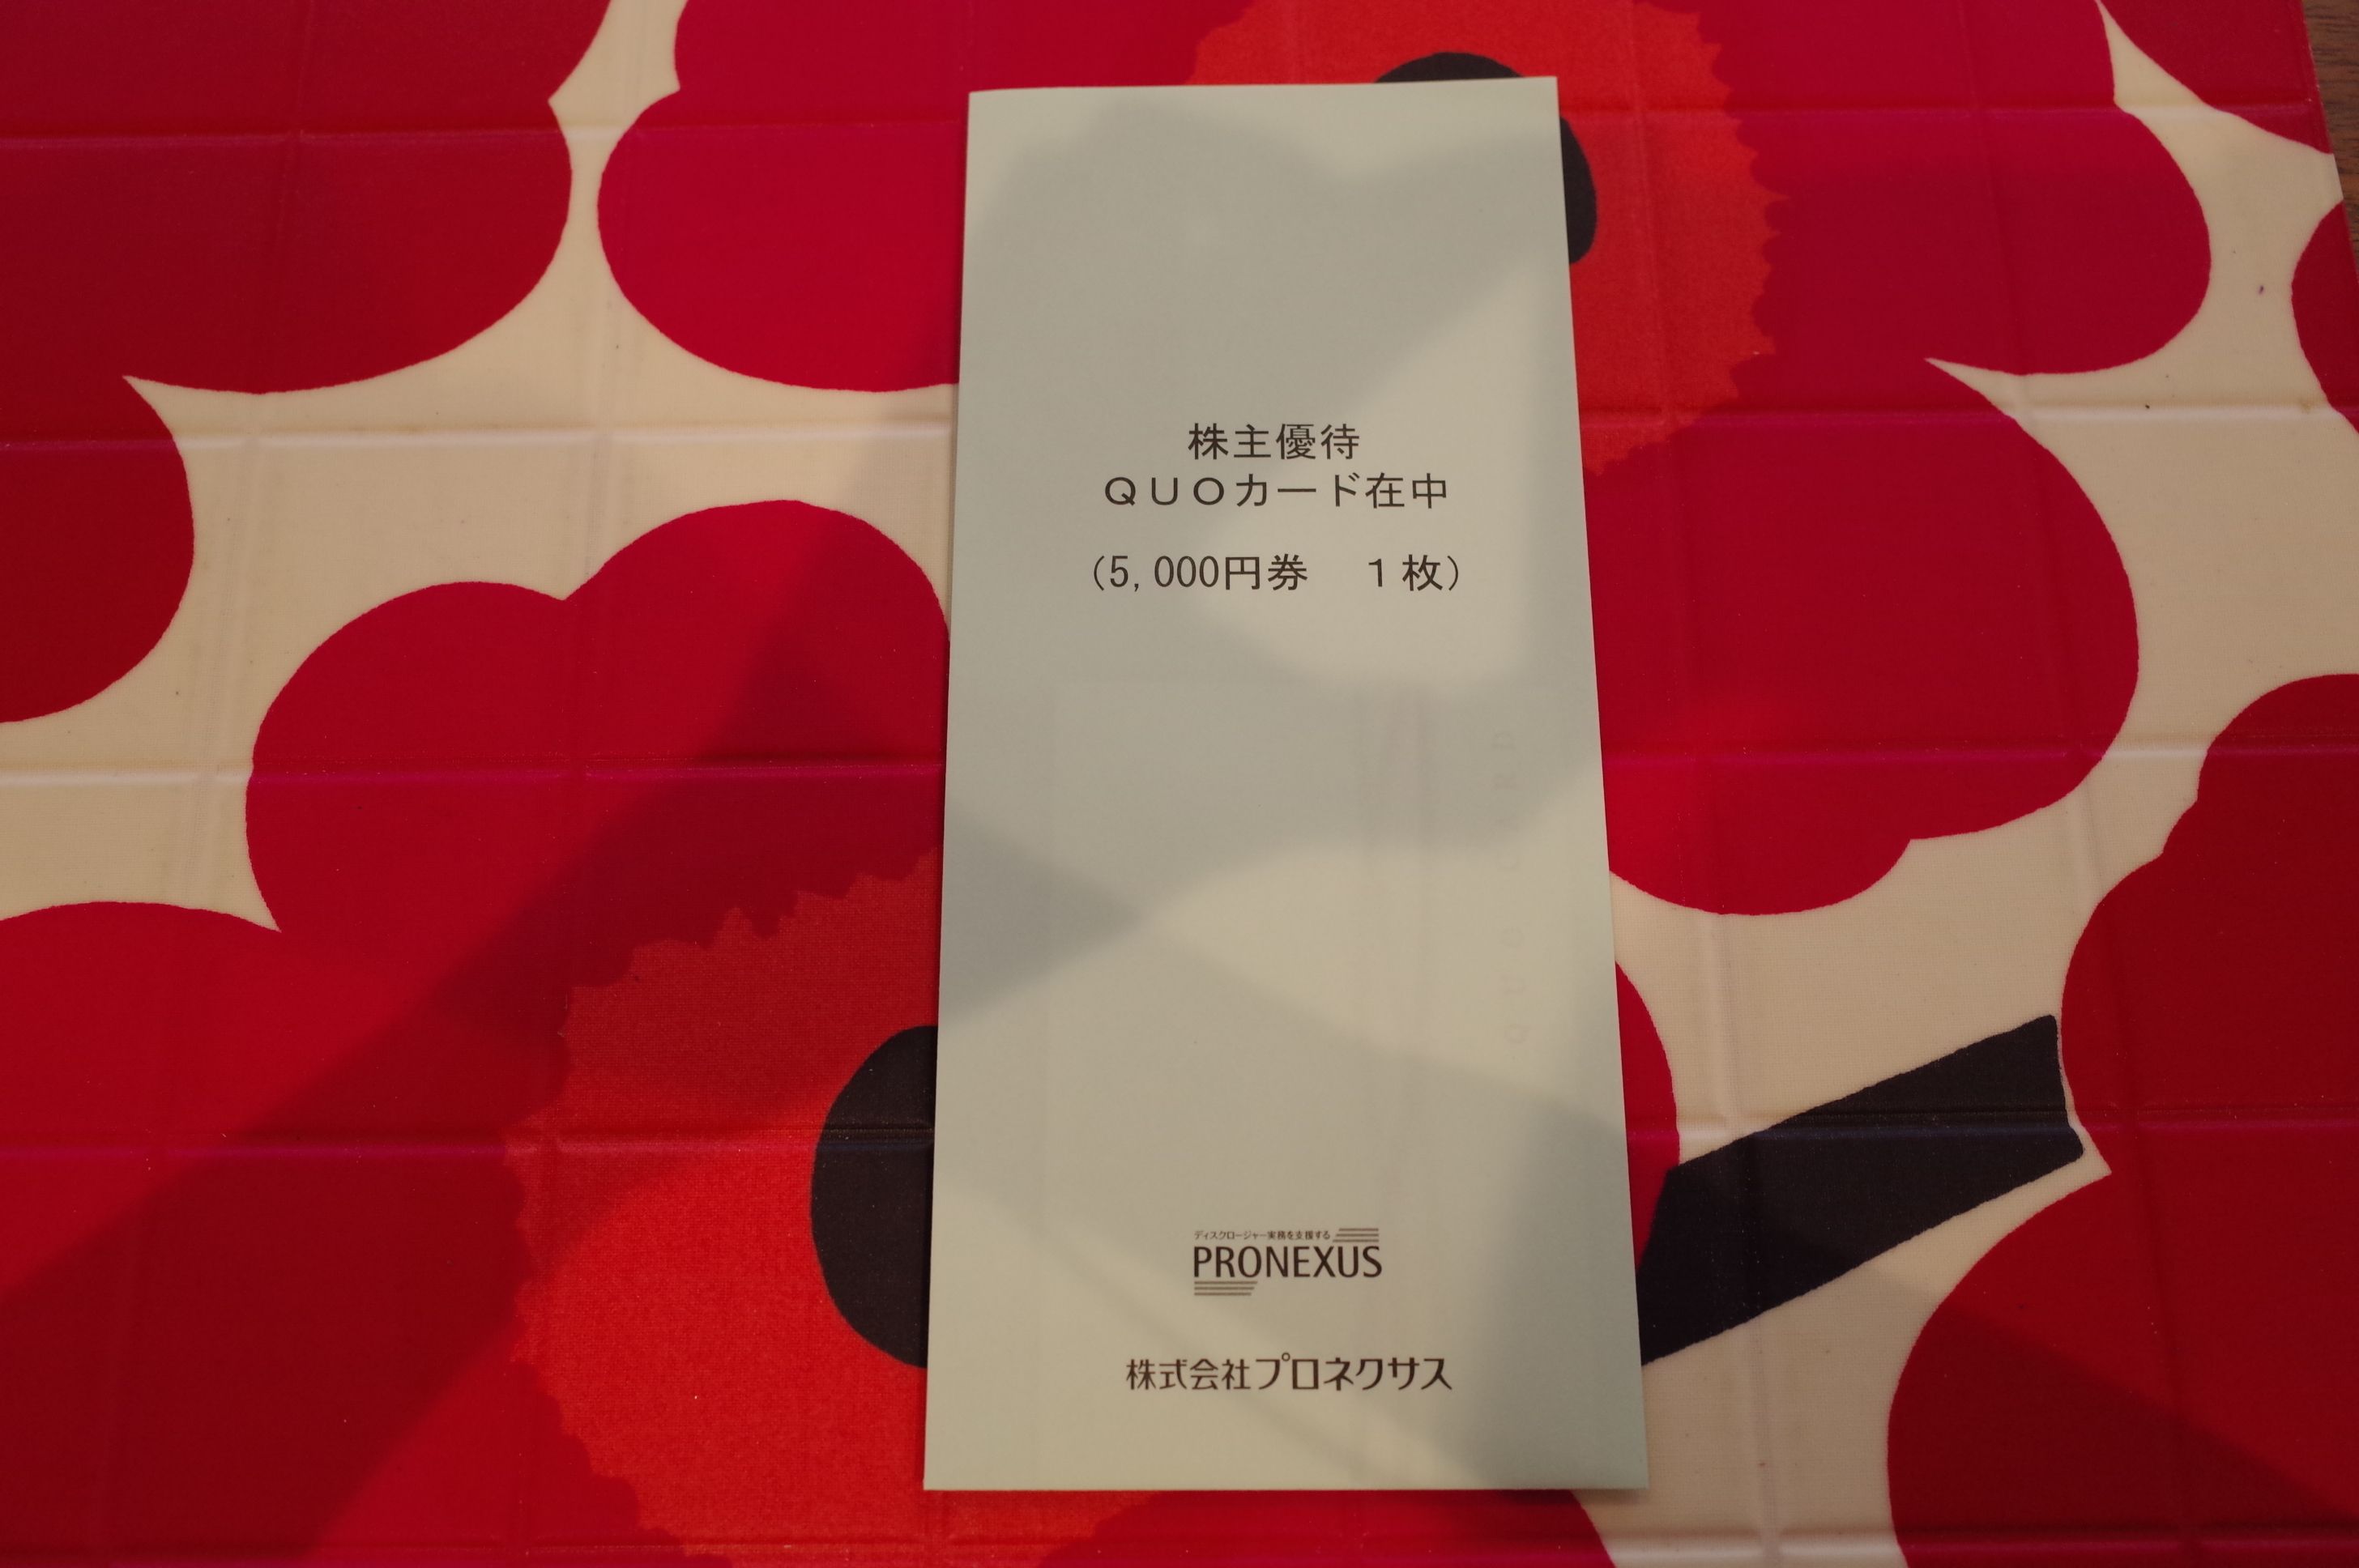 株主優待
ＱＵＯカード在中
（5,000円券　１枚）
ディスクロージャー実務を支援する
PRONEXUS
株式会社プロネクサス